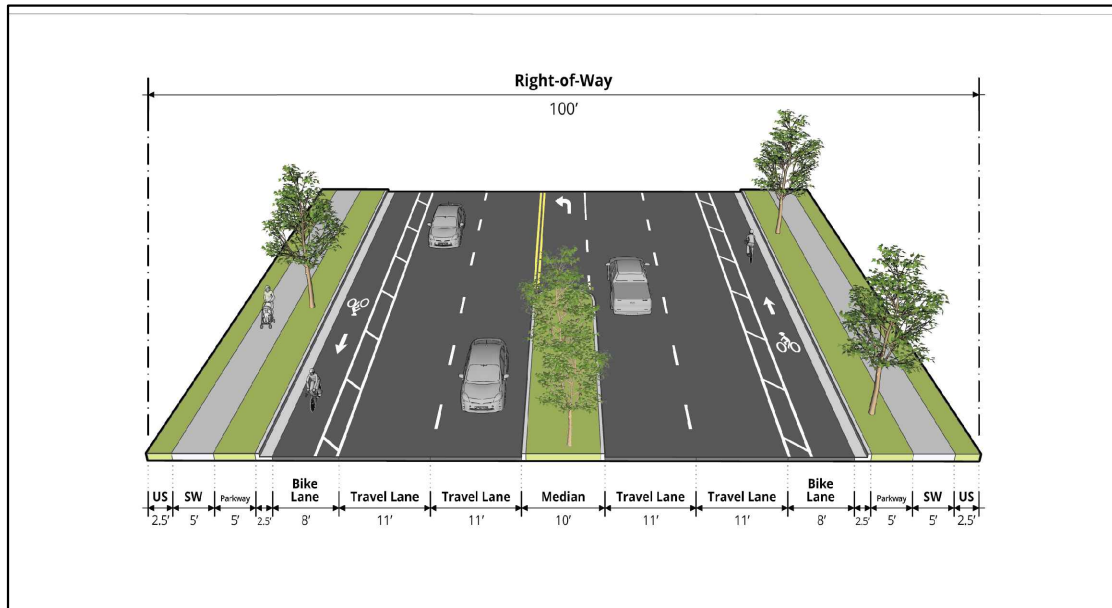 Right-of-Way
100’
US SW Parkway Bike Lane Travel Lane Travel Lane Median Travel Lane Travel Lane Bike Lane Parkway SW US
2.5’ 5’ 5’ 2.5’ 8’ 11’ 11’ 10’ 11’ 11’ 8’ 2.5’ 5’ 5’ 2.5’